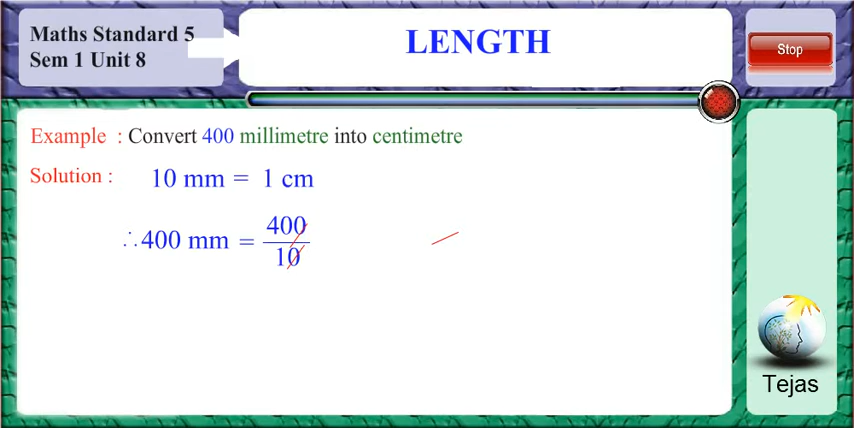 Maths Standard 5
Sem 1 Unit 8
LENGTH
Stop
Example : Convert 400 millimetre into centimetre
Solution : 10 mm = 1 cm
∴400 mm = 400
10
Tejas